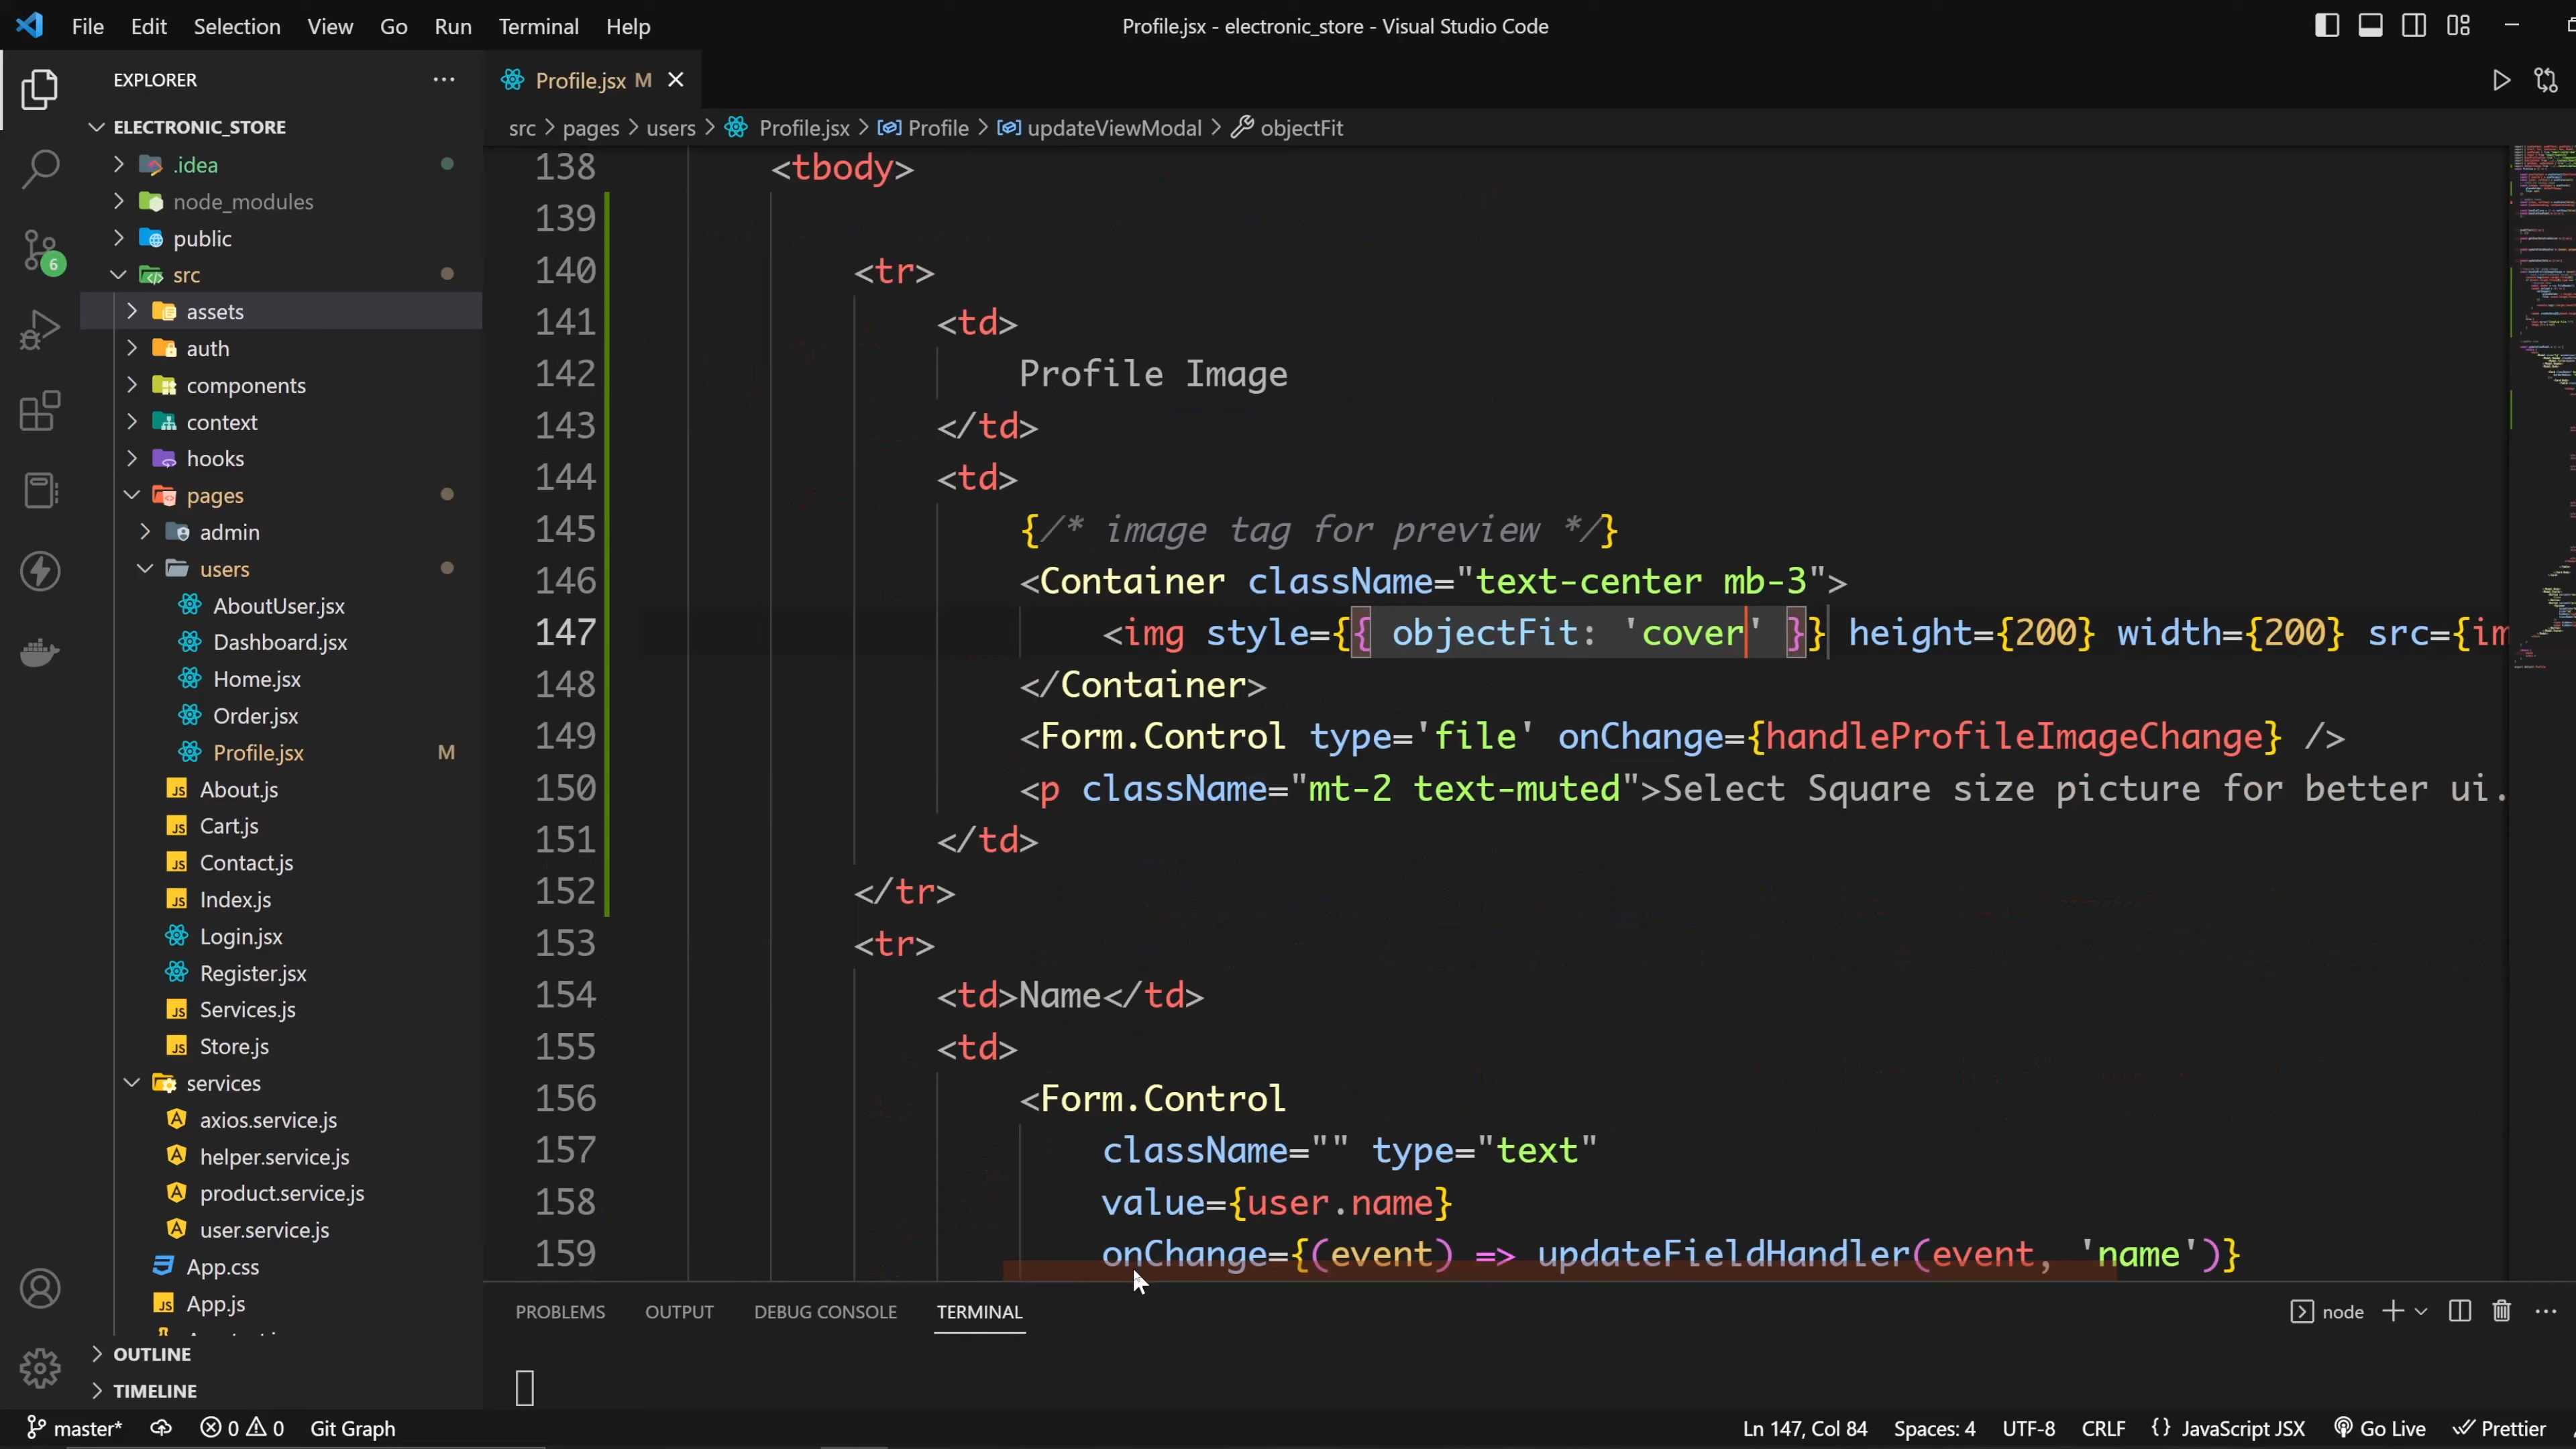 File Edit Selection View Go Run Terminal Help
Profile.jsx - electronic_store - Visual Studio Code
EXPLORER
ELECTRONIC_STORE
.idea
node_modules
public
src
assets
auth
components
context
hooks
pages
admin
users
AboutUser.jsx
Dashboard.jsx
Home.jsx
Order.jsx
Profile.jsx M
About.js
Cart.js
Contact.js
Index.js
Login.jsx
Register.jsx
Services.js
Store.js
services
axios.service.js
helper.service.js
product.service.js
user.service.js
App.css
App.js
OUTLINE
TIMELINE
6
Profile.jsx M
src > pages > users > Profile.jsx > Profile > updateViewModal > objectFit
138 <tbody>
139
140 <tr>
141 <td>
142 Profile Image
143 </td>
144 <td>
145 {/* image tag for preview */}
146 <Container className="text-center mb-3">
147 <img style={{ objectFit: 'cover' }} height={200} width={200} src={im
148 </Container>
149 <Form.Control type='file' onChange={handleProfileImageChange} />
150 <p className="mt-2 text-muted">Select Square size picture for better ui.
151 </td>
152 </tr>
153 <tr>
154 <td>Name</td>
155 <td>
156 <Form.Control
157 className="" type="text"
158 value={user.name}
159 onChange={(event) => updateFieldHandler(event, 'name')}
PROBLEMS OUTPUT DEBUG CONSOLE TERMINAL
node
master* 0 0 Git Graph
Ln 147, Col 84 Spaces: 4 UTF-8 CRLF {} JavaScript JSX Go Live Prettier